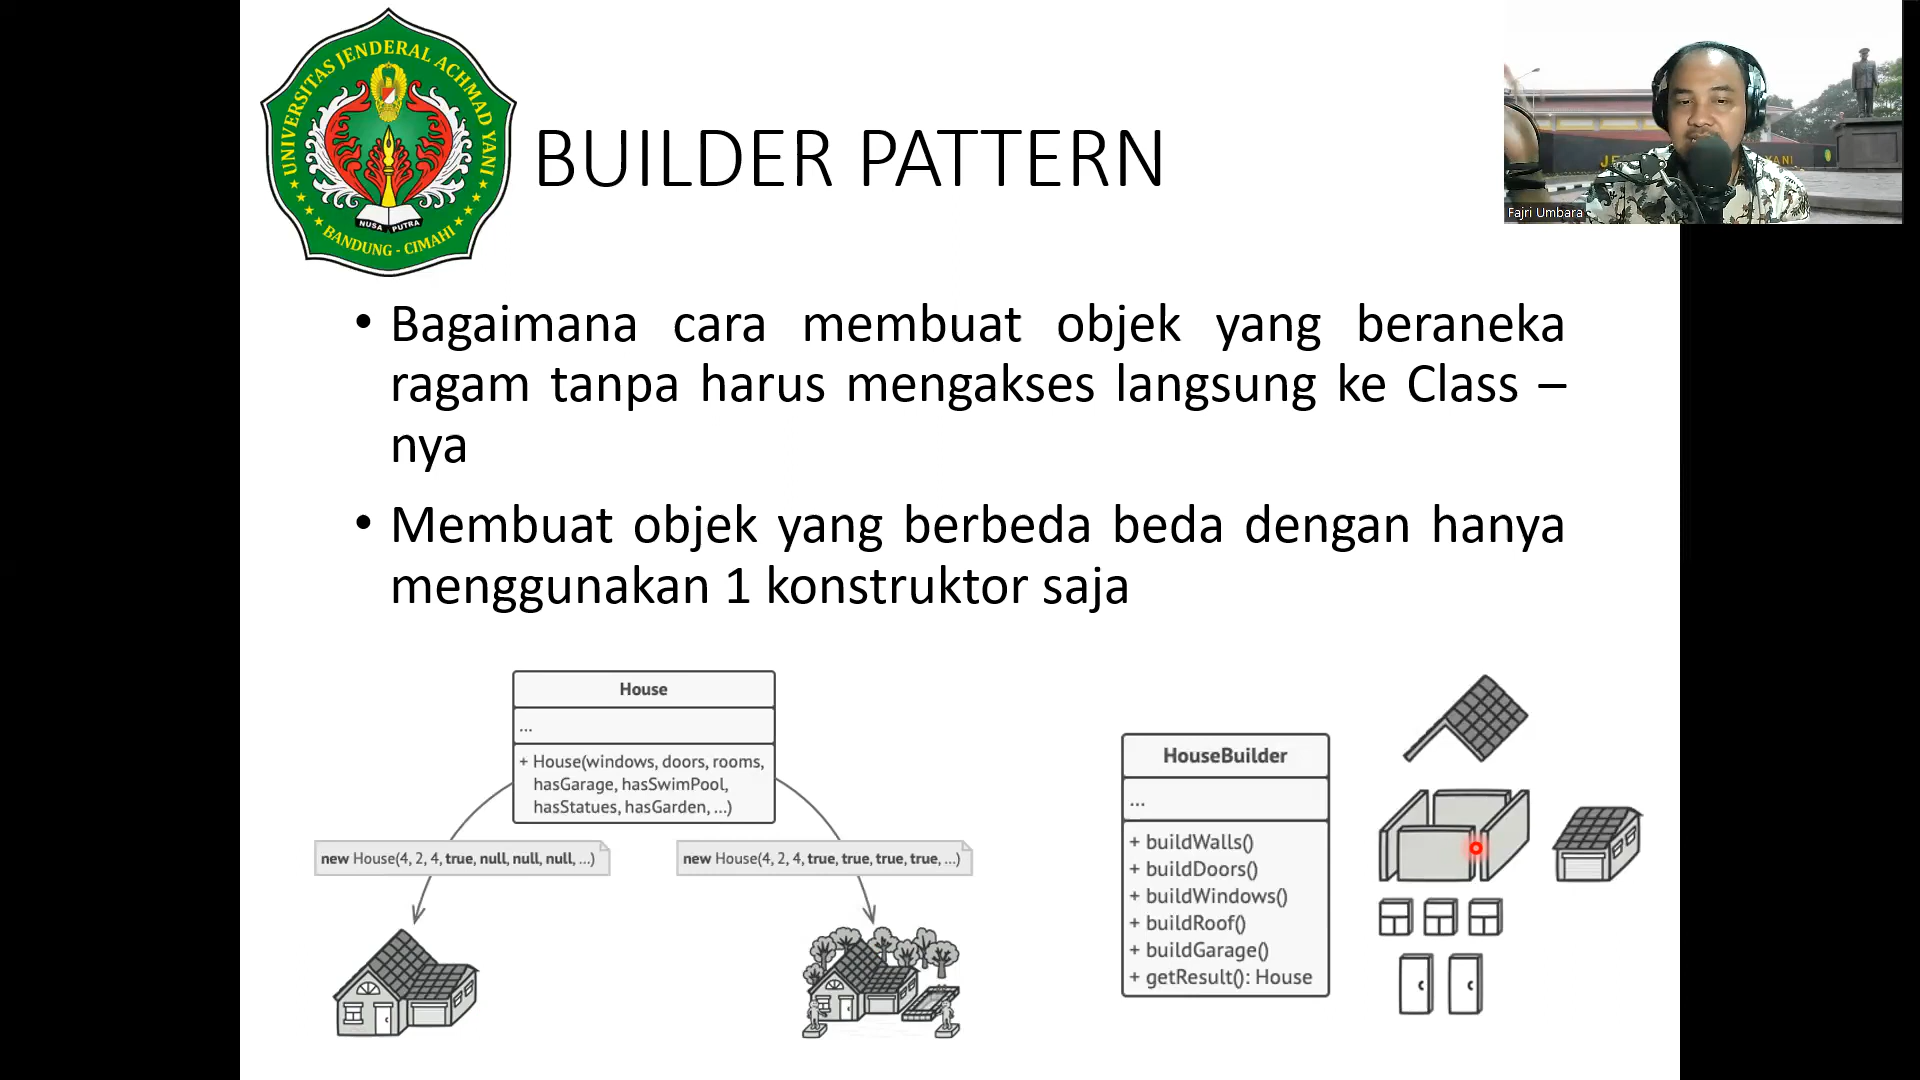 UNIVERSITAS JENDERAL ACHMAD YANI
NUSA PUTRA
BANDUNG - CIMAHI
BUILDER PATTERN
Fajri Umbara
• Bagaimana cara membuat objek yang beraneka
ragam tanpa harus mengakses langsung ke Class –
nya
• Membuat objek yang berbeda beda dengan hanya
menggunakan 1 konstruktor saja
House
...
+ House(windows, doors, rooms,
hasGarage, hasSwimPool,
hasStatues, hasGarden, ...)
new House(4, 2, 4, true, null, null, null, ...)
new House(4, 2, 4, true, true, true, true, ...)
HouseBuilder
...
+ buildWalls()
+ buildDoors()
+ buildWindows()
+ buildRoof()
+ buildGarage()
+ getResult(): House